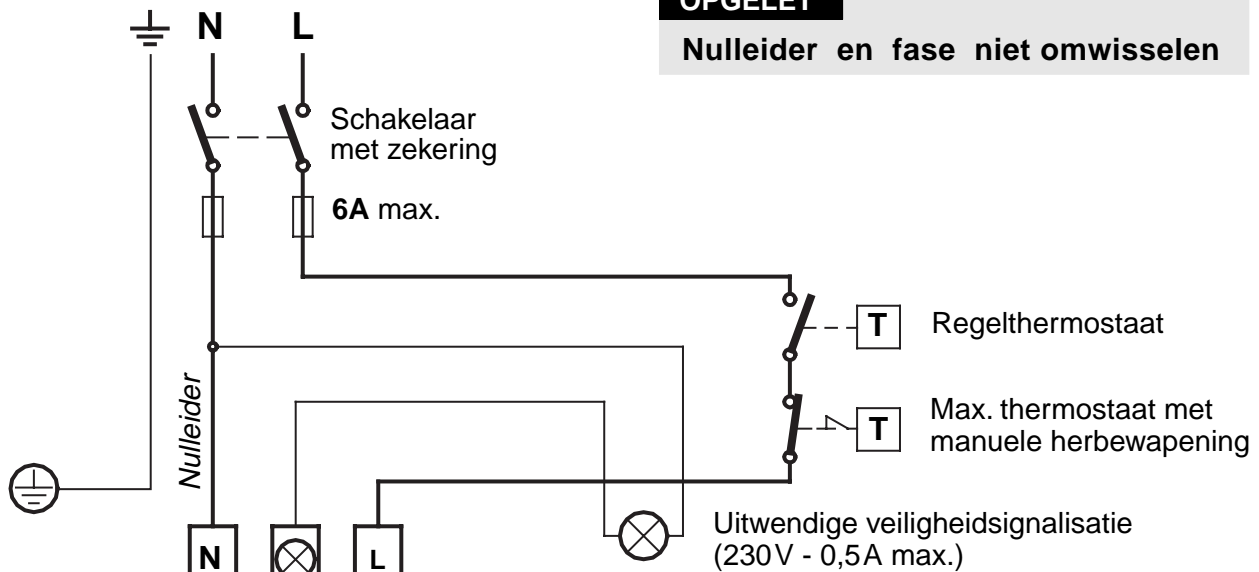 OPGELET
Nulleider en fase niet omwisselen
N L
Schakelaar
met zekering
6A max.
T Regelthermostaat
T Max. thermostaat met
manuele herbewapening
Nulleider
Uitwendige veiligheidsignalisatie
(230V - 0,5A max.)
N L